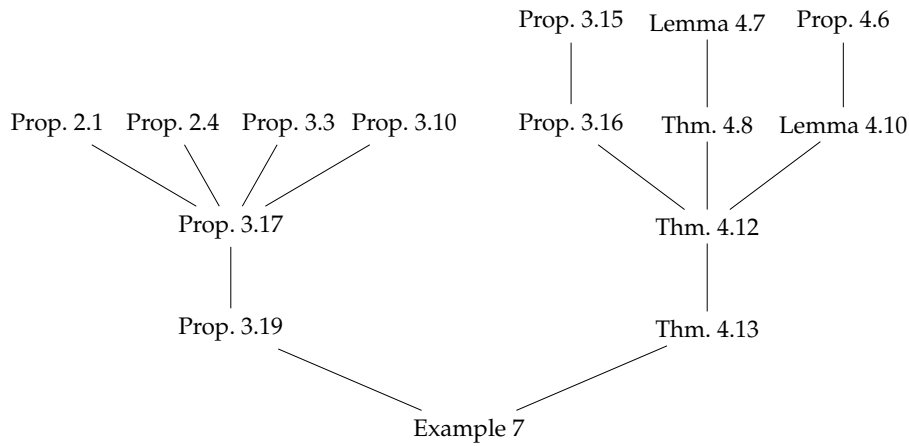 Prop. 3.15 Lemma 4.7 Prop. 4.6
Prop. 2.1 Prop. 2.4 Prop. 3.3 Prop. 3.10 Prop. 3.16 Thm. 4.8 Lemma 4.10
Prop. 3.17 Thm. 4.12
Prop. 3.19 Thm. 4.13
Example 7